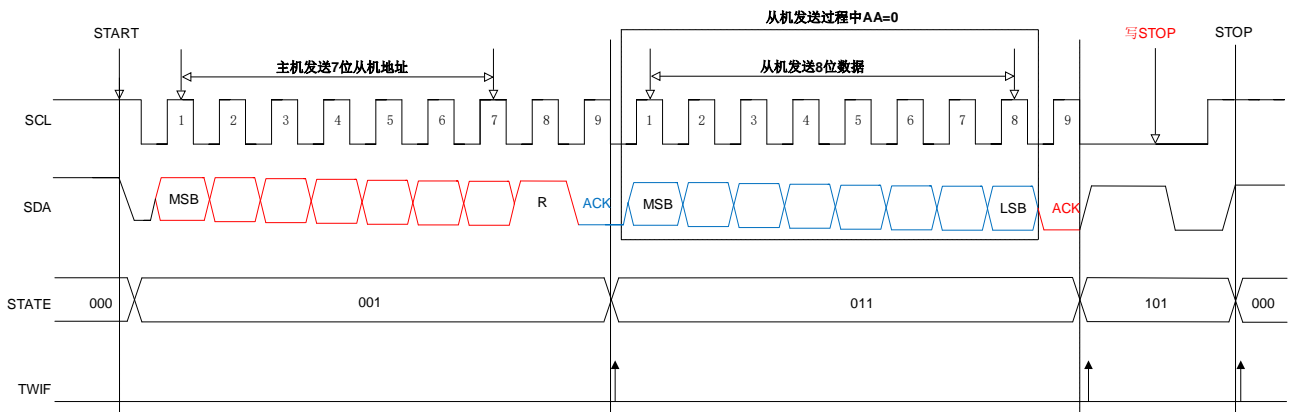 从机发送过程中AA=0
START
写STOP
STOP
主机发送7位从机地址
从机发送8位数据
SCL
1 2 3 4 5 6 7 8 9 1 2 3 4 5 6 7 8 9
SDA
MSB R ACK MSB LSB ACK
STATE
000 001 011 101 000
TWIF